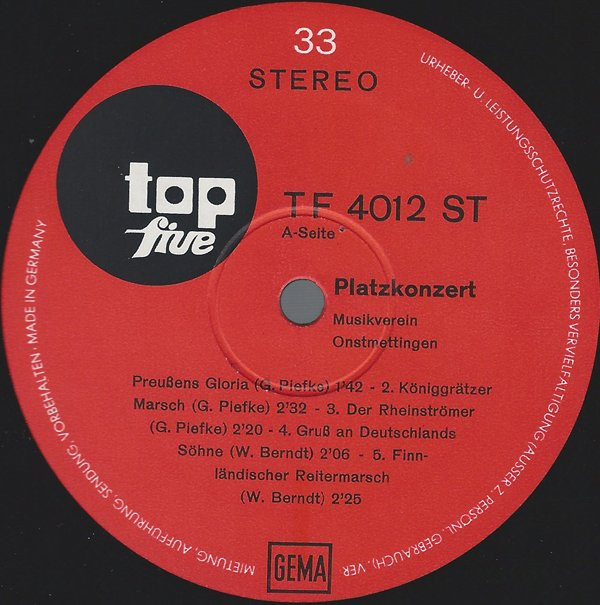 33
STEREO
top
five
TF 4012 ST
A-Seite
Platzkonzert
Musikverein
Onstmettingen
Preußens Gloria (G. Piefke) 1'42 - 2. Königgrätzer
Marsch (G. Piefke) 2'32 - 3. Der Rheinströmer
(G. Piefke) 2'20 - 4. Gruß an Deutschlands
Söhne (W. Berndt) 2'06 - 5. Finn-
ländischer Reitermarsch
(W. Berndt) 2'25
GEMA
URHEBER- U. LEISTUNGSSCHUTZRECHTE, BESONDERS VERVIELFÄLTIGUNG (AUSSER Z. PERSÖNL. GEBRAUCH), VER
MIETUNG, AUFFÜHRUNG, SENDUNG, VORBEHALTEN · MADE IN GERMANY